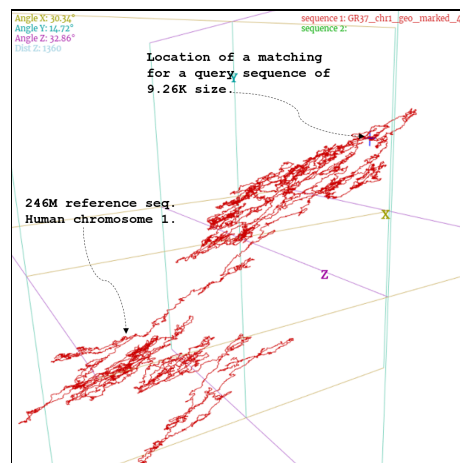 Angle X: 30.34°
Angle Y: 14.72°
Angle Z: 32.86°
Dist Z: 1360
sequence 1: GR37_chr1_geo_marked_4
sequence 2:
Location of a matching
for a query sequence of
9.26K size.
Y
246M reference seq.
Human chromosome 1.
X
Z